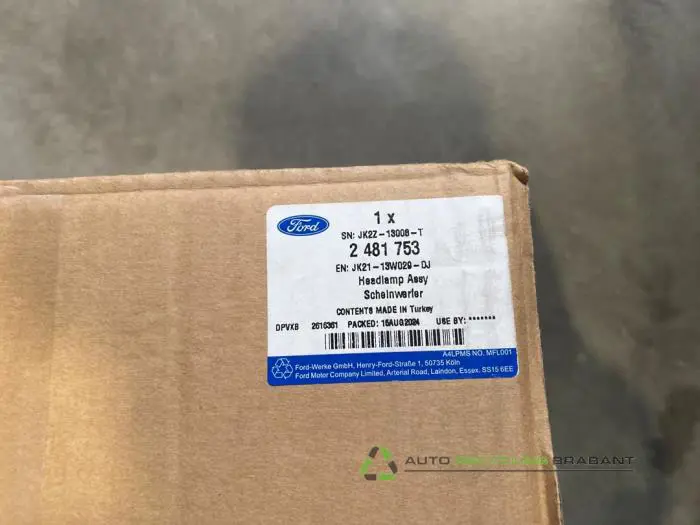 Ford
1 x
SN: JK2Z-13008-T
2 481 753
EN: JK21-13W029-DJ
Headlamp Assy
Scheinwerfer
CONTENTS MADE IN Turkey
DPVXB 2616361 PACKED: 15AUG2024 USE BY: *******
A4LPMS NO. MFL001
Ford-Werke GmbH, Henry-Ford-Straße 1, 50735 Köln
Ford Motor Company Limited, Arterial Road, Laindon, Essex. SS15 6EE
AUTO RECYCLING BRABANT